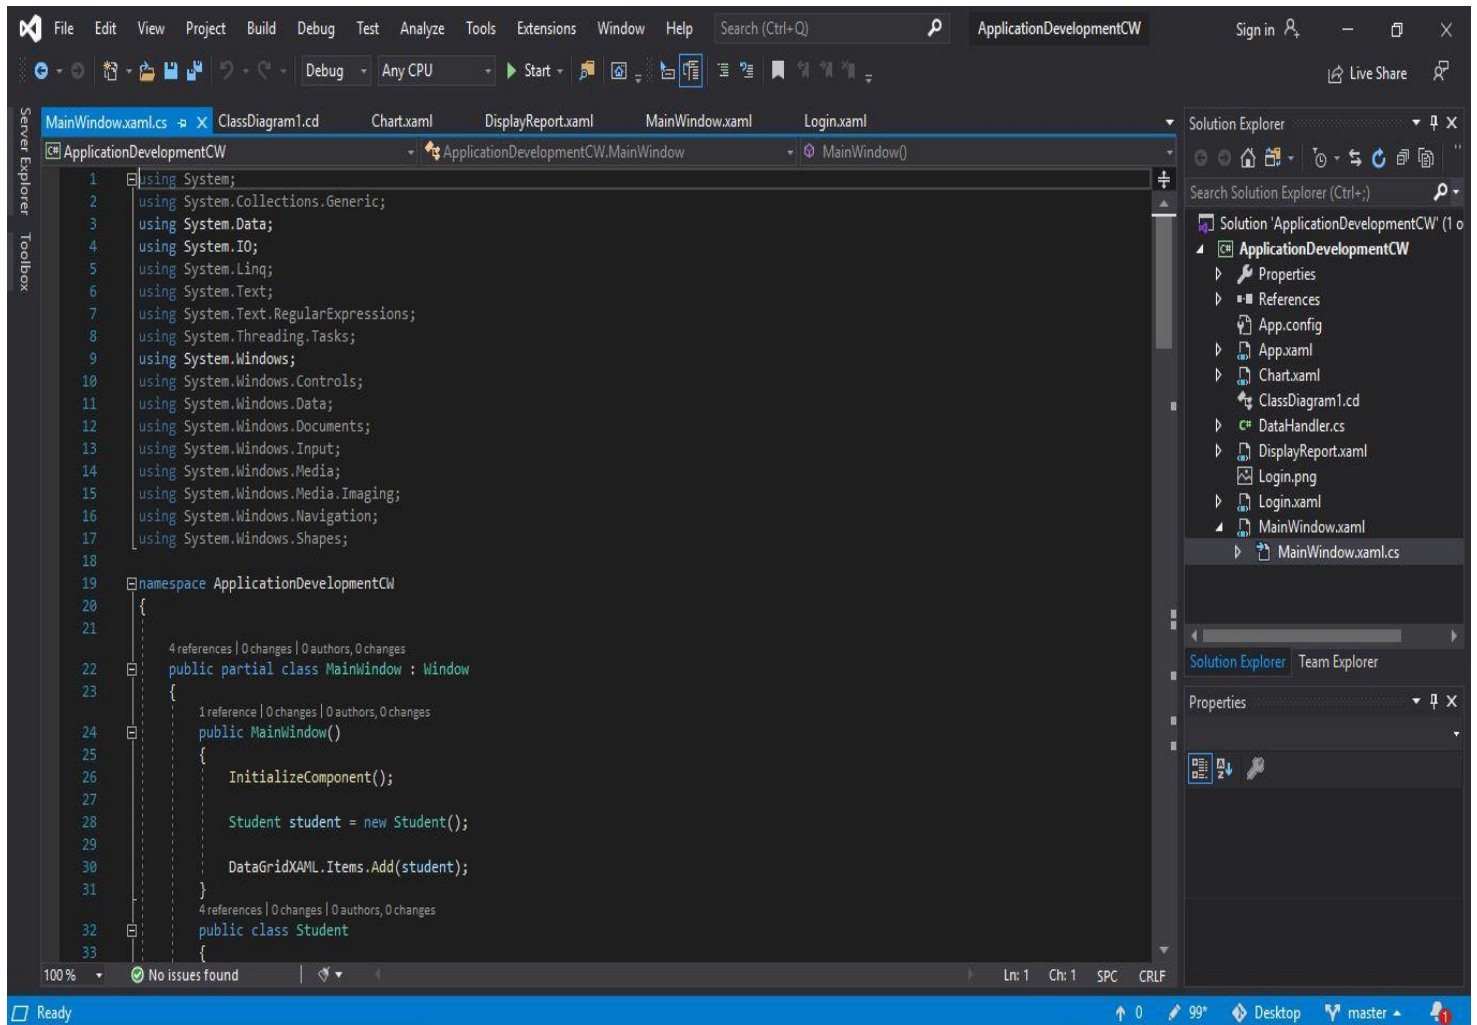 File Edit View Project Build Debug Test Analyze Tools Extensions Window Help Search (Ctrl+Q) ApplicationDevelopmentCW Sign in
Debug Any CPU Start Live Share
Server Explorer
Toolbox
MainWindow.xaml.cs ClassDiagram1.cd Chart.xaml DisplayReport.xaml MainWindow.xaml Login.xaml
C# ApplicationDevelopmentCW ApplicationDevelopmentCW.MainWindow MainWindow()
1 using System;
2 using System.Collections.Generic;
3 using System.Data;
4 using System.IO;
5 using System.Linq;
6 using System.Text;
7 using System.Text.RegularExpressions;
8 using System.Threading.Tasks;
9 using System.Windows;
10 using System.Windows.Controls;
11 using System.Windows.Data;
12 using System.Windows.Documents;
13 using System.Windows.Input;
14 using System.Windows.Media;
15 using System.Windows.Media.Imaging;
16 using System.Windows.Navigation;
17 using System.Windows.Shapes;
18
19 namespace ApplicationDevelopmentCW
20 {
21
4 references | 0 changes | 0 authors, 0 changes
22 public partial class MainWindow : Window
23 {
1 reference | 0 changes | 0 authors, 0 changes
24 public MainWindow()
25 {
26 InitializeComponent();
27
28 Student student = new Student();
29
30 DataGridXAML.Items.Add(student);
31 }
4 references | 0 changes | 0 authors, 0 changes
32 public class Student
33 {
100 % No issues found Ln: 1 Ch: 1 SPC CRLF
Solution Explorer
Search Solution Explorer (Ctrl+;)
Solution 'ApplicationDevelopmentCW' (1 o
C# ApplicationDevelopmentCW
Properties
References
App.config
App.xaml
Chart.xaml
ClassDiagram1.cd
C# DataHandler.cs
DisplayReport.xaml
Login.png
Login.xaml
MainWindow.xaml
MainWindow.xaml.cs
Solution Explorer Team Explorer
Properties
Ready 0 99* Desktop master 1